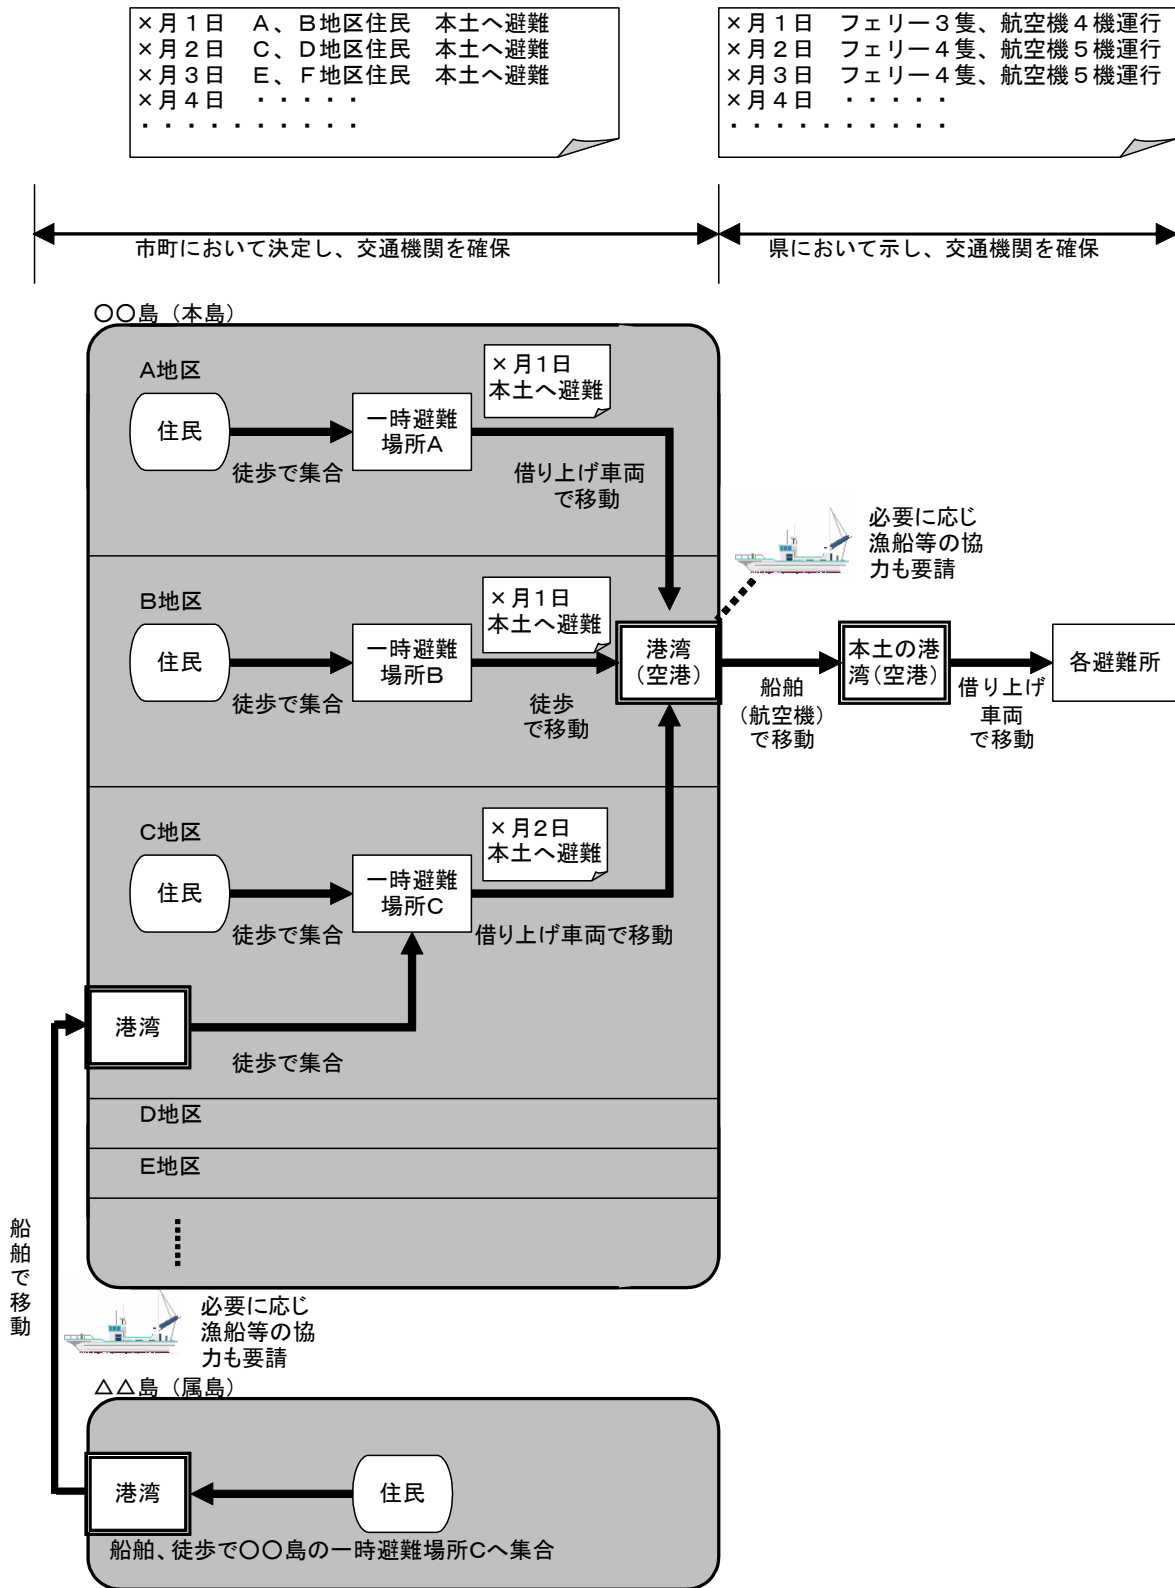 ×月1日　A、B地区住民　本土へ避難
×月2日　C、D地区住民　本土へ避難
×月3日　E、F地区住民　本土へ避難
×月4日　・・・・・
・・・・・・・・・・
×月1日　フェリー3隻、航空機4機運行
×月2日　フェリー4隻、航空機5機運行
×月3日　フェリー4隻、航空機5機運行
×月4日　・・・・・
・・・・・・・・・・
市町において決定し、交通機関を確保
県において示し、交通機関を確保
〇〇島（本島）
A地区
住民
徒歩で集合
一時避難
場所A
×月1日
本土へ避難
借り上げ車両
で移動
必要に応じ
漁船等の協
力も要請
B地区
住民
徒歩で集合
一時避難
場所B
×月1日
本土へ避難
徒歩
で移動
港湾
（空港）
船舶
（航空機）
で移動
本土の港
湾（空港）
借り上げ
車両
で移動
各避難所
C地区
住民
徒歩で集合
一時避難
場所C
×月2日
本土へ避難
借り上げ車両で移動
港湾
徒歩で集合
D地区
E地区
船舶で移動
必要に応じ
漁船等の協
力も要請
△△島（属島）
港湾
住民
船舶、徒歩で〇〇島の一時避難場所Cへ集合